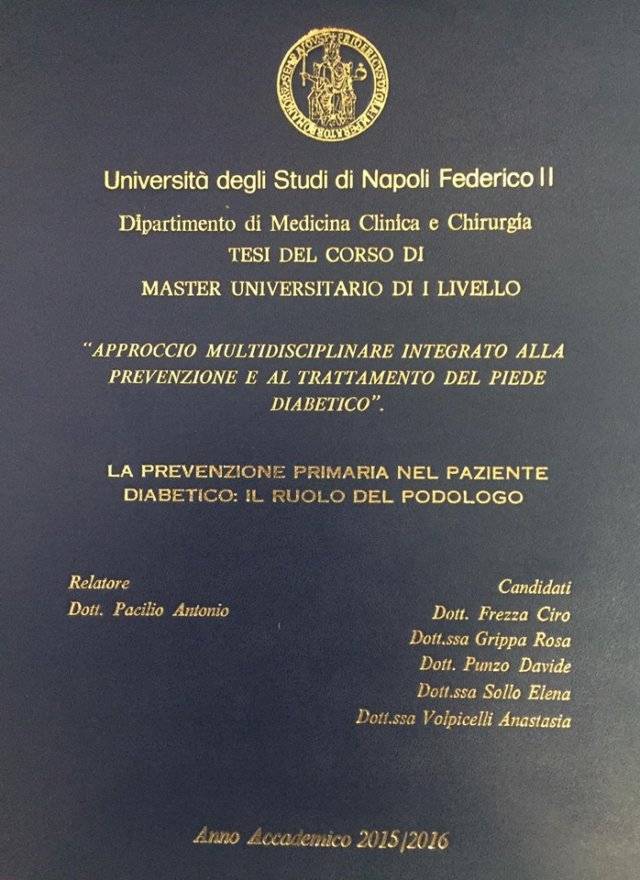 Università degli Studi di Napoli Federico II
Dipartimento di Medicina Clinica e Chirurgia
TESI DEL CORSO DI
MASTER UNIVERSITARIO DI I LIVELLO
"APPROCCIO MULTIDISCIPLINARE INTEGRATO ALLA
PREVENZIONE E AL TRATTAMENTO DEL PIEDE
DIABETICO".
LA PREVENZIONE PRIMARIA NEL PAZIENTE
DIABETICO: IL RUOLO DEL PODOLOGO
Relatore
Dott. Pacilio Antonio
Candidati
Dott. Frezza Ciro
Dott.ssa Grippa Rosa
Dott. Punzo Davide
Dott.ssa Sollo Elena
Dott.ssa Volpicelli Anastasia
Anno Accademico 2015/2016